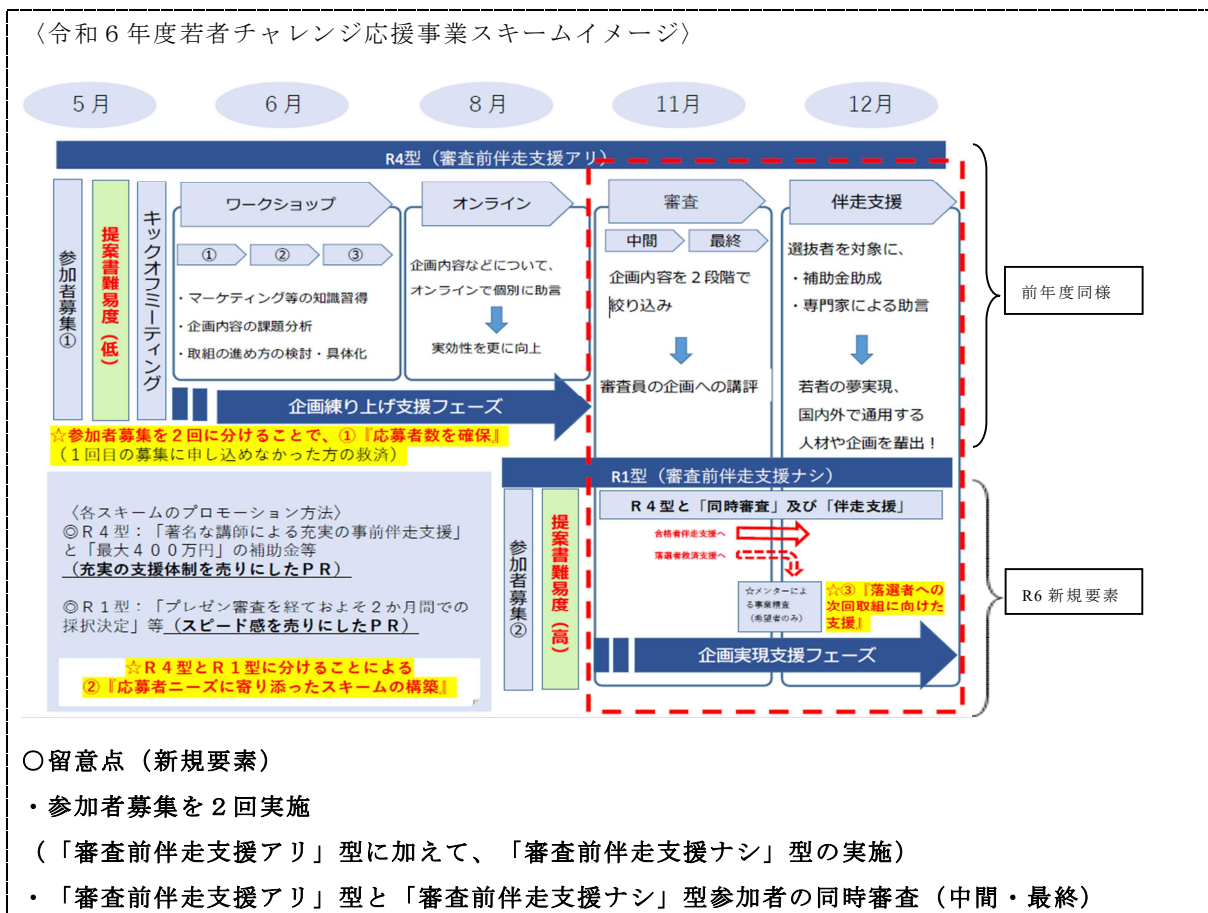 〈令和６年度若者チャレンジ応援事業スキームイメージ〉
5月
6月
8月
11月
12月
R4型（審査前伴走支援アリ）
参加者募集①
提案書難易度（低）
キックオフミーティング
ワークショップ
①
②
③
・マーケティング等の知識習得
・企画内容の課題分析
・取組の進め方の検討・具体化
オンライン
企画内容などについて、
オンラインで個別に助言
実効性を更に向上
企画練り上げ支援フェーズ
審査
中間
最終
企画内容を２段階で
絞り込み
審査員の企画への講評
伴走支援
選抜者を対象に、
・補助金助成
・専門家による助言
若者の夢実現、
国内外で通用する
人材や企画を輩出！
前年度同様
☆参加者募集を２回に分けることで、①『応募者数を確保』
（１回目の募集に申し込めなかった方の救済）
R1型（審査前伴走支援ナシ）
参加者募集②
提案書難易度（高）
Ｒ４型と「同時審査」及び「伴走支援」
合格者伴走支援へ
落選者救済支援へ
☆メンターによ
る事業精査
（希望者のみ）
☆③『落選者への
次回取組に向けた
支援』
企画実現支援フェーズ
R6 新規要素
〈各スキームのプロモーション方法〉
◎Ｒ４型：「著名な講師による充実の事前伴走支援」
と「最大４００万円」の補助金等
（充実の支援体制を売りにしたＰＲ）
◎Ｒ１型：「プレゼン審査を経ておよそ２か月間での
採択決定」等（スピード感を売りにしたＰＲ）
☆Ｒ４型とＲ１型に分けることによる
②『応募者ニーズに寄り添ったスキームの構築』
〇留意点（新規要素）
・参加者募集を２回実施
（「審査前伴走支援アリ」型に加えて、「審査前伴走支援ナシ」型の実施）
・「審査前伴走支援アリ」型と「審査前伴走支援ナシ」型参加者の同時審査（中間・最終）